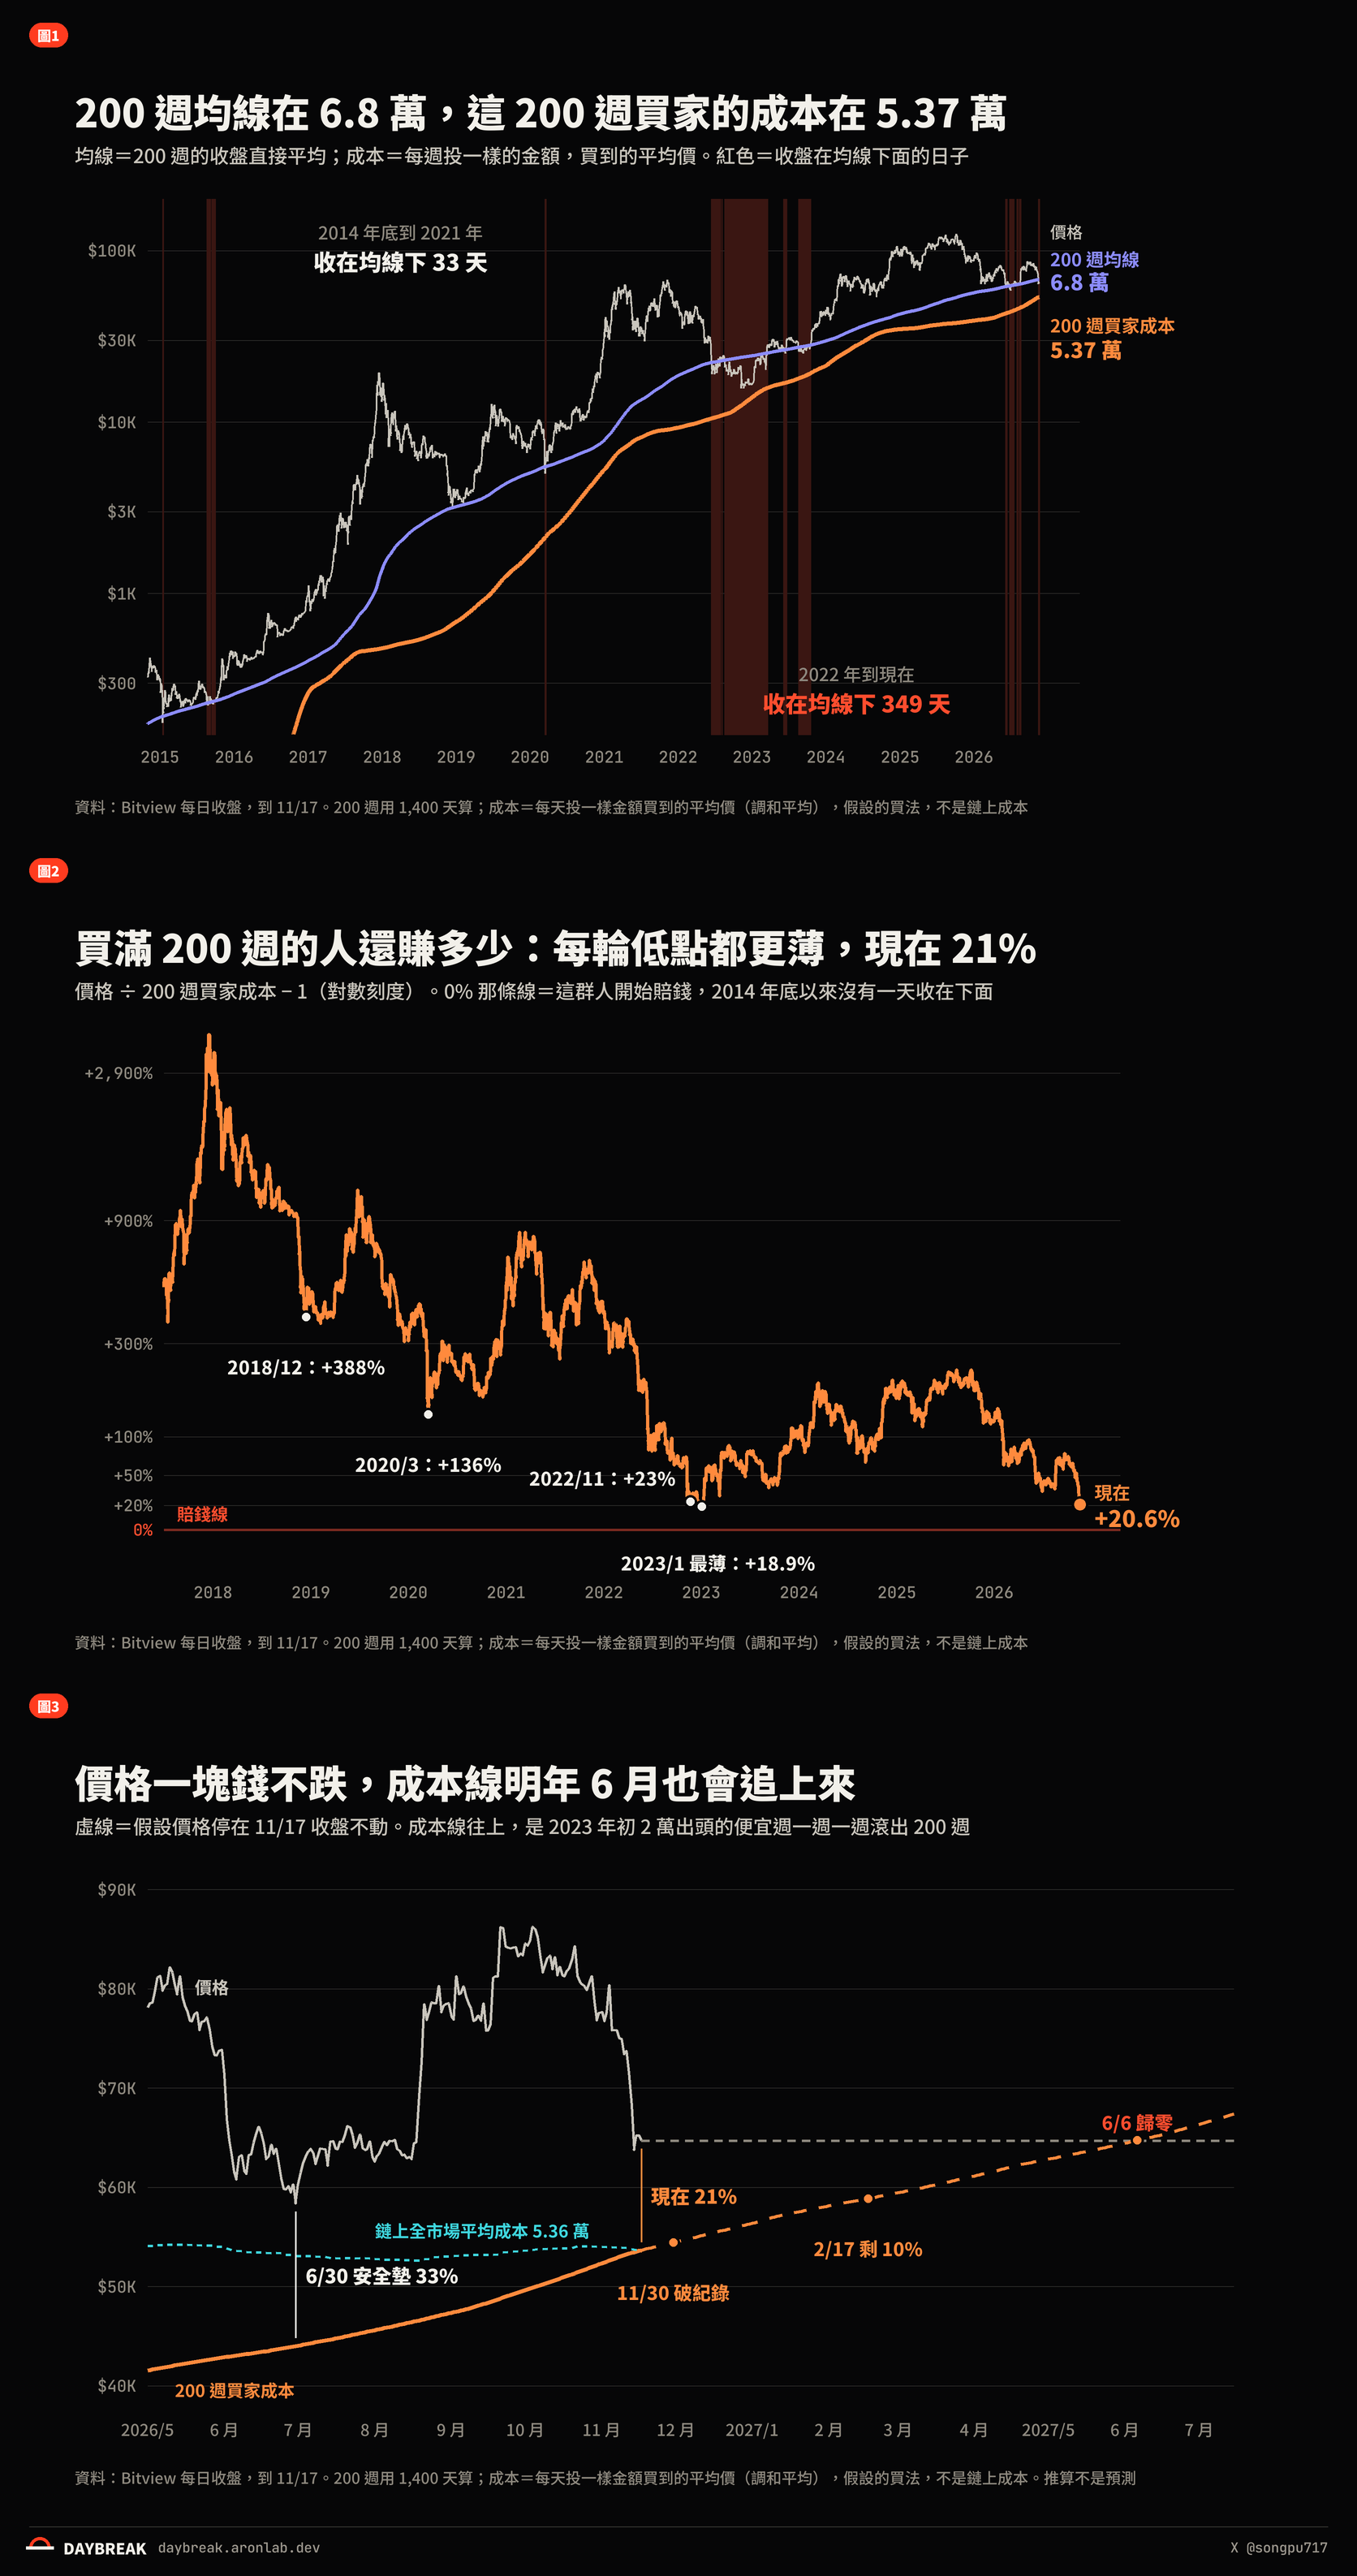 圖1
200 週均線在 6.8 萬，這 200 週買家的成本在 5.37 萬
均線＝200 週的收盤直接平均；成本＝每週投一樣的金額，買到的平均價。紅色＝收盤在均線下面的日子
2014 年底到 2021 年
收在均線下 33 天
價格
200 週均線
6.8 萬
200 週買家成本
5.37 萬
$100K
$30K
$10K
$3K
$1K
$300
2022 年到現在
收在均線下 349 天
2015 2016 2017 2018 2019 2020 2021 2022 2023 2024 2025 2026
資料：Bitview 每日收盤，到 11/17。200 週用 1,400 天算；成本＝每天投一樣金額買到的平均價（調和平均），假設的買法，不是鏈上成本
圖2
買滿 200 週的人還賺多少：每輪低點都更薄，現在 21%
價格 ÷ 200 週買家成本 − 1（對數刻度）。0% 那條線＝這群人開始賠錢，2014 年底以來沒有一天收在下面
+2,900%
+900%
+300%
2018/12：+388%
+100%
2020/3：+136%
2022/11：+23%
+50%
+20%
賠錢線
0%
現在
+20.6%
2023/1 最薄：+18.9%
2018 2019 2020 2021 2022 2023 2024 2025 2026
資料：Bitview 每日收盤，到 11/17。200 週用 1,400 天算；成本＝每天投一樣金額買到的平均價（調和平均），假設的買法，不是鏈上成本
圖3
價格一塊錢不跌，成本線明年 6 月也會追上來
虛線＝假設價格停在 11/17 收盤不動。成本線往上，是 2023 年初 2 萬出頭的便宜週一週一週滾出 200 週
$90K
$80K
價格
$70K
6/6 歸零
$60K
現在 21%
鏈上全市場平均成本 5.36 萬
2/17 剩 10%
6/30 安全墊 33%
$50K
11/30 破紀錄
$40K
200 週買家成本
2026/5 6 月 7 月 8 月 9 月 10 月 11 月 12 月 2027/1 2 月 3 月 4 月 2027/5 6 月 7 月
資料：Bitview 每日收盤，到 11/17。200 週用 1,400 天算；成本＝每天投一樣金額買到的平均價（調和平均），假設的買法，不是鏈上成本。推算不是預測
DAYBREAK daybreak.aronlab.dev
X @songpu717